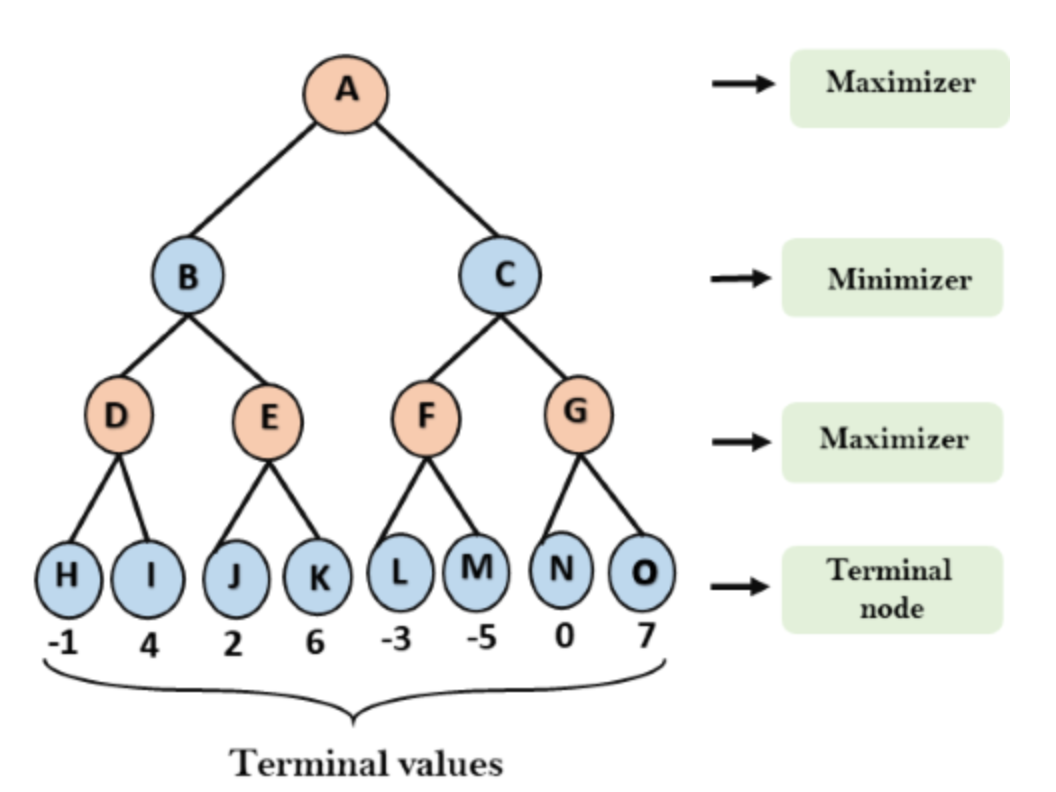 A
Maximizer
B
C
Minimizer
D
E
F
G
Maximizer
H
I
J
K
L
M
N
O
Terminal
node
-1
4
2
6
-3
-5
0
7
Terminal values